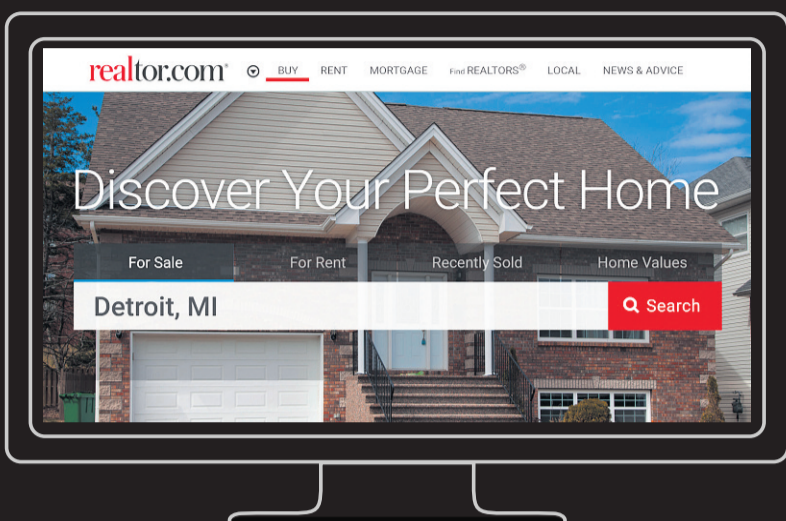 realtor.com® BUY RENT MORTGAGE Find REALTORS® LOCAL NEWS & ADVICE
Discover Your Perfect Home
For Sale For Rent Recently Sold Home Values
Detroit, MI Search